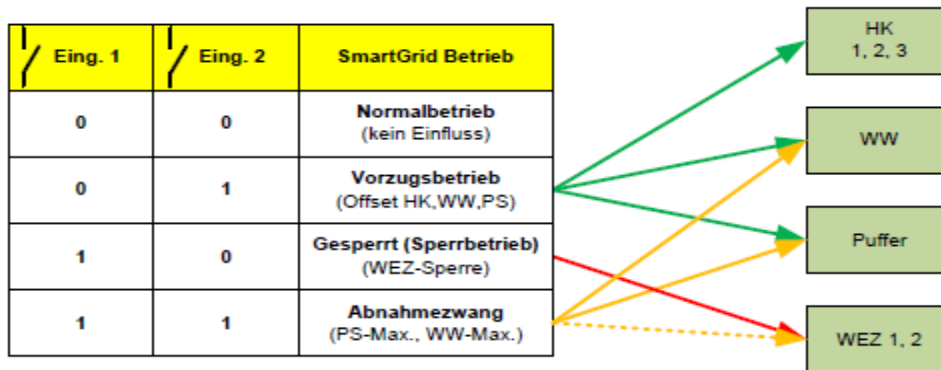 Eing. 1 Eing. 2 SmartGrid Betrieb
0 0 Normalbetrieb
(kein Einfluss)
0 1 Vorzugsbetrieb
(Offset HK,WW,PS)
1 0 Gesperrt (Sperrbetrieb)
(WEZ-Sperre)
1 1 Abnahmezwang
(PS-Max., WW-Max.)
HK
1, 2, 3
WW
Puffer
WEZ 1, 2